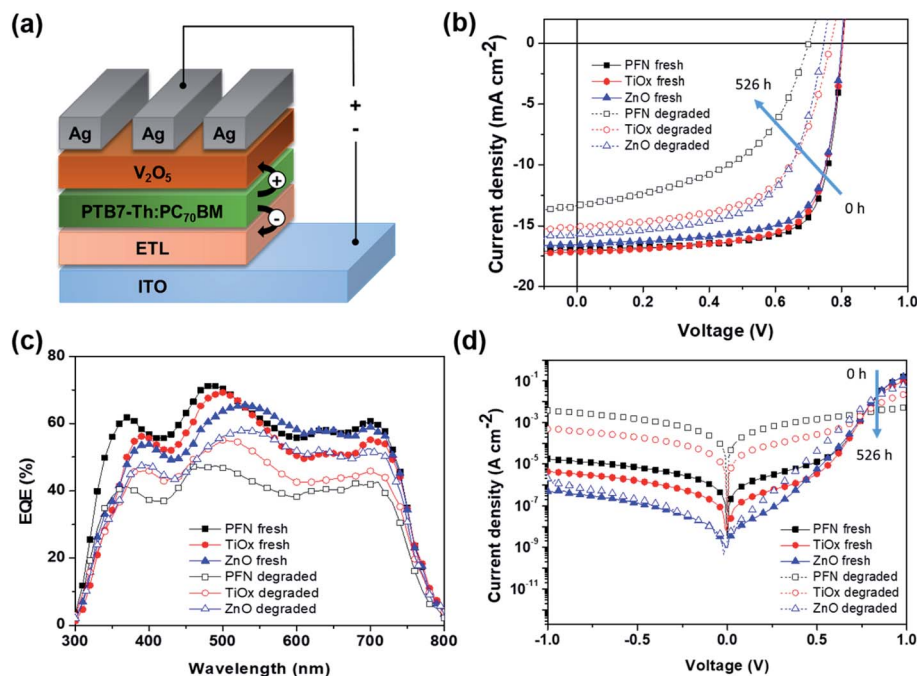 (a)
Ag
Ag
Ag
+
-
V2O5
+
PTB7-Th:PC70BM
-
ETL
ITO
(b)
Current density (mA cm-2)
0
-5
-10
-15
-20
PFN fresh
TiOx fresh
ZnO fresh
PFN degraded
TiOx degraded
ZnO degraded
526 h
0 h
0.0
0.2
0.4
0.6
0.8
1.0
Voltage (V)
(c)
EQE (%)
80
60
40
20
0
PFN fresh
TiOx fresh
ZnO fresh
PFN degraded
TiOx degraded
ZnO degraded
300
400
500
600
700
800
Wavelength (nm)
(d)
Current density (A cm-2)
10-1
10-3
10-5
10-7
10-9
10-11
0 h
526 h
PFN fresh
TiOx fresh
ZnO fresh
PFN degraded
TiOx degraded
ZnO degraded
-1.0
-0.5
0.0
0.5
1.0
Voltage (V)